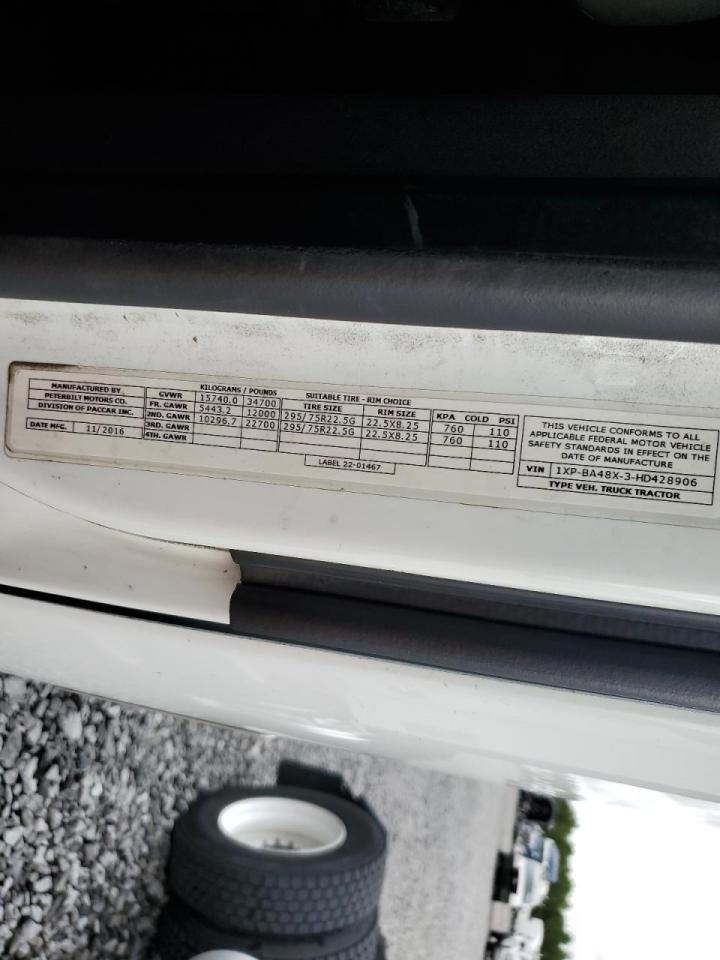 MANUFACTURED BY
PETERBILT MOTORS CO.
DIVISION OF PACCAR INC.
DATE MFG. 11/2016
KILOGRAMS / POUNDS
GVWR 15740.0 34700
FR. GAWR 5443.2 12000
2ND. GAWR 10296.7 22700
3RD. GAWR
4TH. GAWR
SUITABLE TIRE - RIM CHOICE
TIRE SIZE RIM SIZE
295/75R22.5G 22.5X8.25
295/75R22.5G 22.5X8.25
KPA COLD PSI
760 110
760 110
LABEL 22-01467
THIS VEHICLE CONFORMS TO ALL
APPLICABLE FEDERAL MOTOR VEHICLE
SAFETY STANDARDS IN EFFECT ON THE
DATE OF MANUFACTURE
VIN 1XP-BA48X-3-HD428906
TYPE VEH. TRUCK TRACTOR